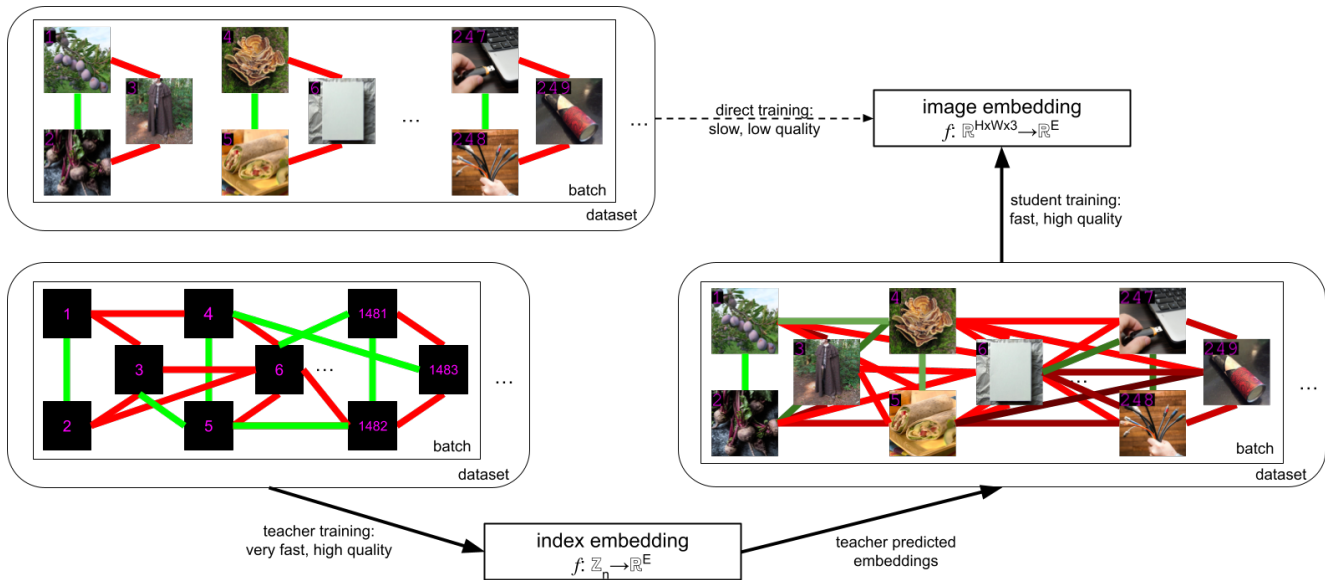 1
4
247
3
6
249
...
...
2
5
248
batch
dataset
direct training:
slow, low quality
image embedding
f: ℝ^HxWx3→ℝ^E
student training:
fast, high quality
1
4
1481
3
6
...
1483
...
2
5
1482
batch
dataset
teacher training:
very fast, high quality
index embedding
f: ℤ_n→ℝ^E
teacher predicted
embeddings
1
4
247
3
6
249
...
...
2
5
248
batch
dataset